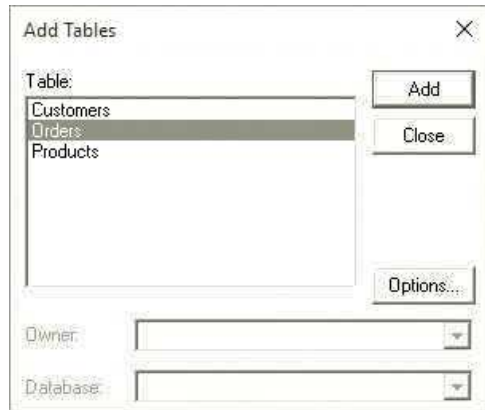 Add Tables
Table:
Customers
Orders
Products
Add
Close
Options...
Owner:
Database: